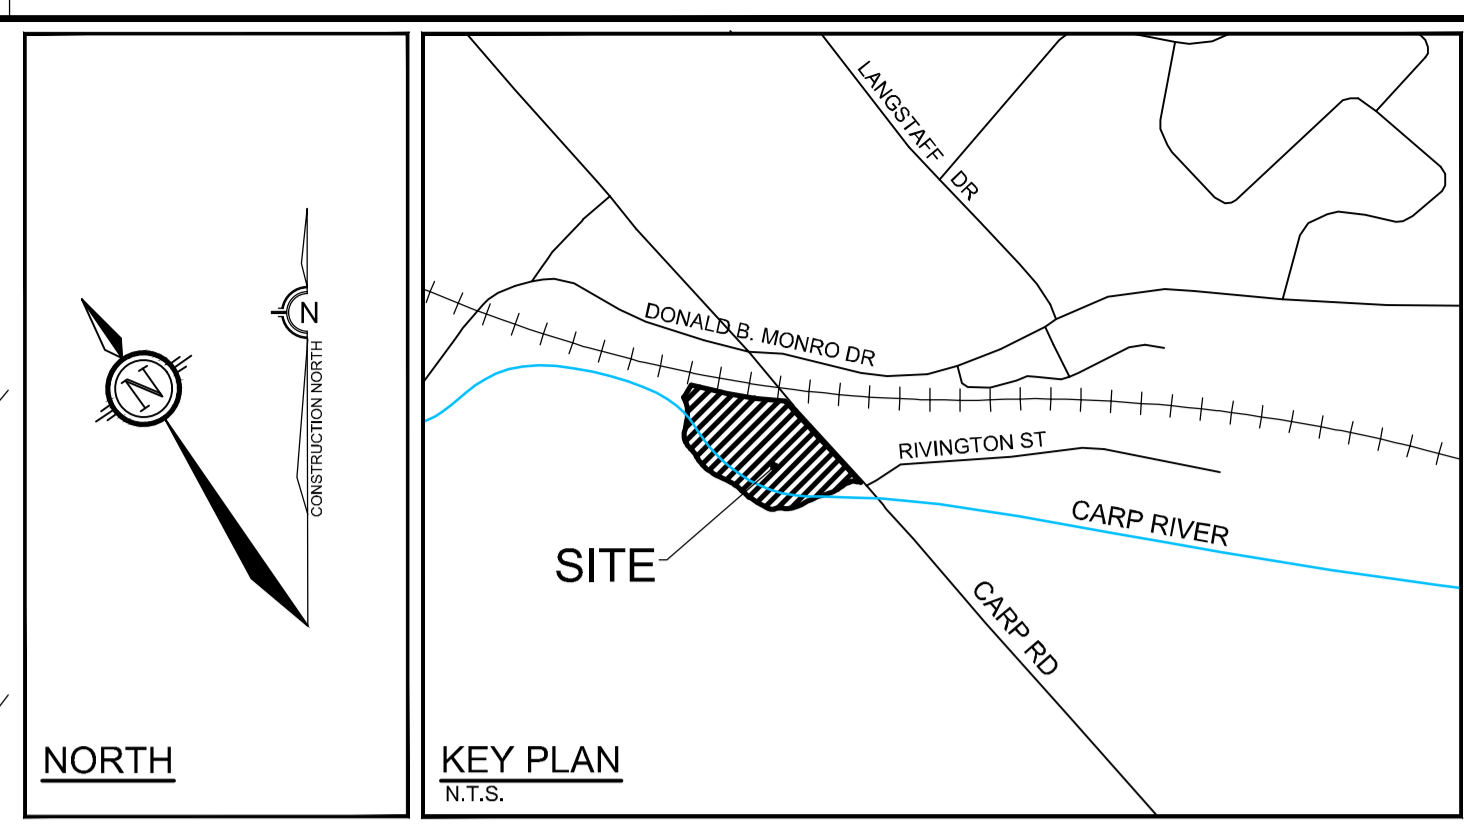 N
N
CONSTRUCTION NORTH
NORTH
LANGSTAFF DR
DONALD B. MONRO DR
RIVINGTON ST
CARP RIVER
SITE
CARP RD
KEY PLAN
N.T.S.